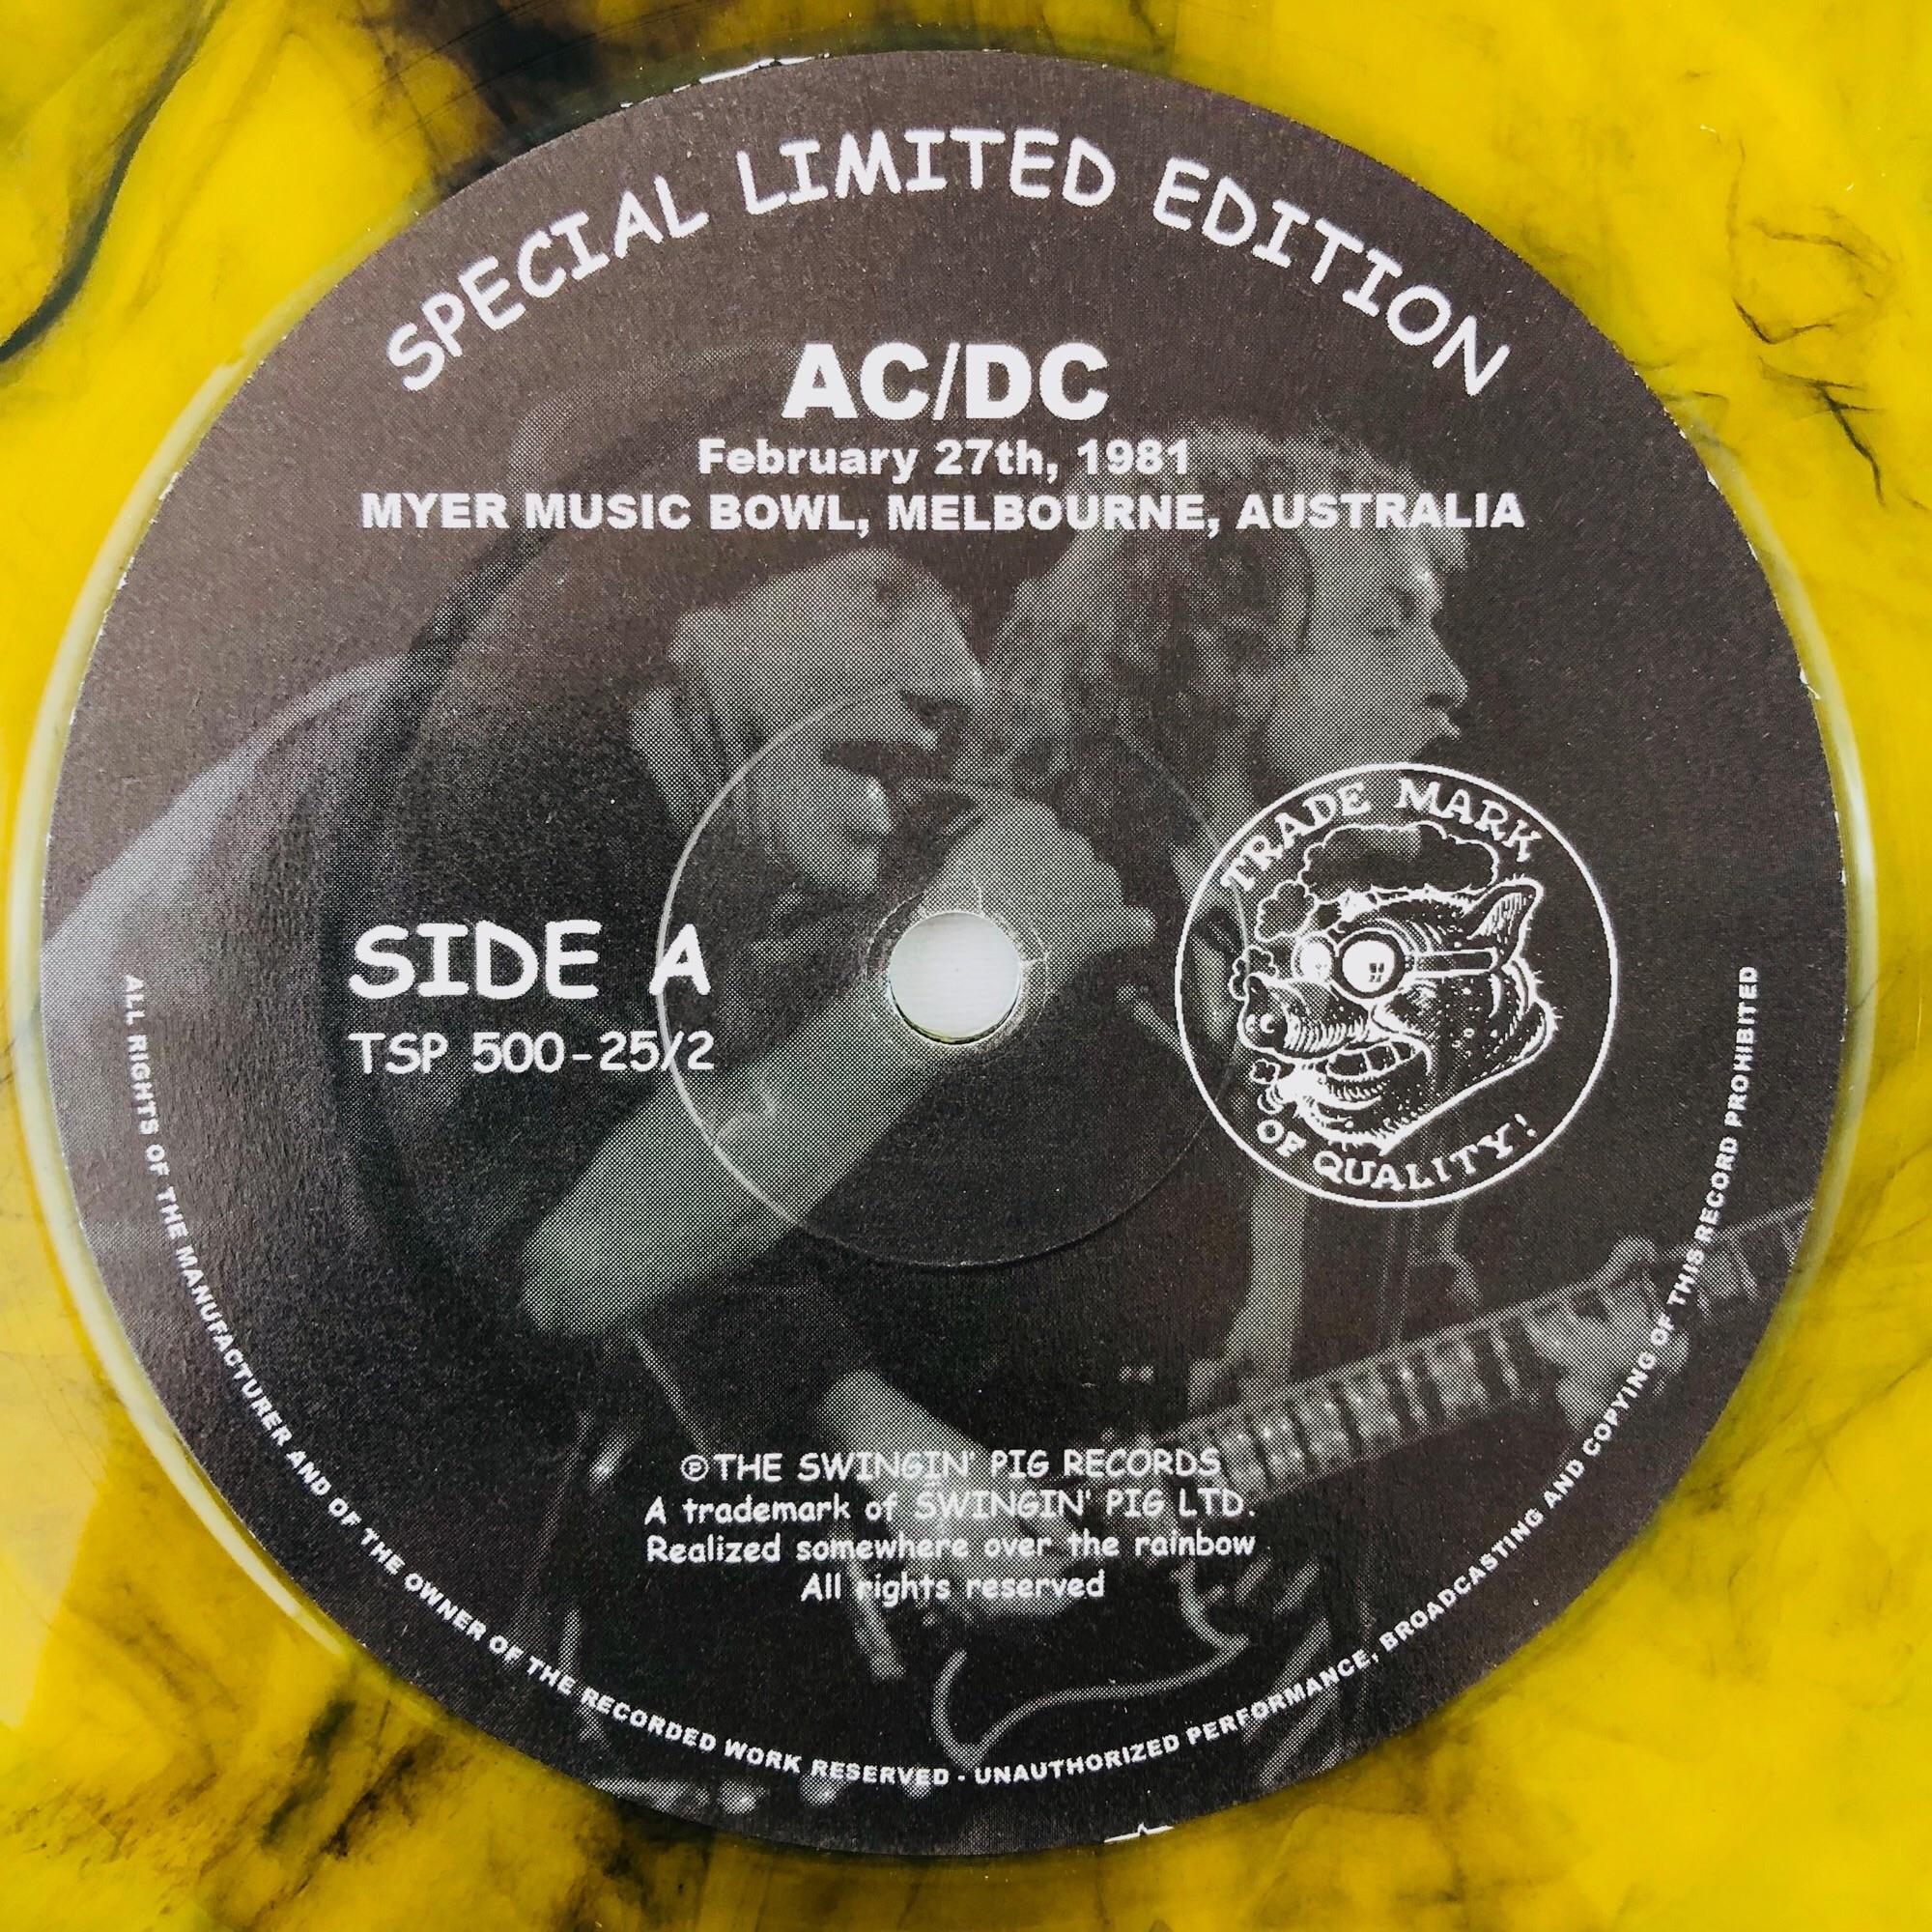 SPECIAL LIMITED EDITION
AC/DC
February 27th, 1981
MYER MUSIC BOWL, MELBOURNE, AUSTRALIA
SIDE A
TSP 500-25/2
TRADE MARK
OF QUALITY!
℗THE SWINGIN' PIG RECORDS
A trademark of SWINGIN' PIG LTD.
Realized somewhere over the rainbow
All rights reserved
ALL RIGHTS OF THE MANUFACTURER AND OF THE OWNER OF THE RECORDED WORK RESERVED - UNAUTHORIZED PERFORMANCE, BROADCASTING AND COPYING OF THIS RECORD PROHIBITED